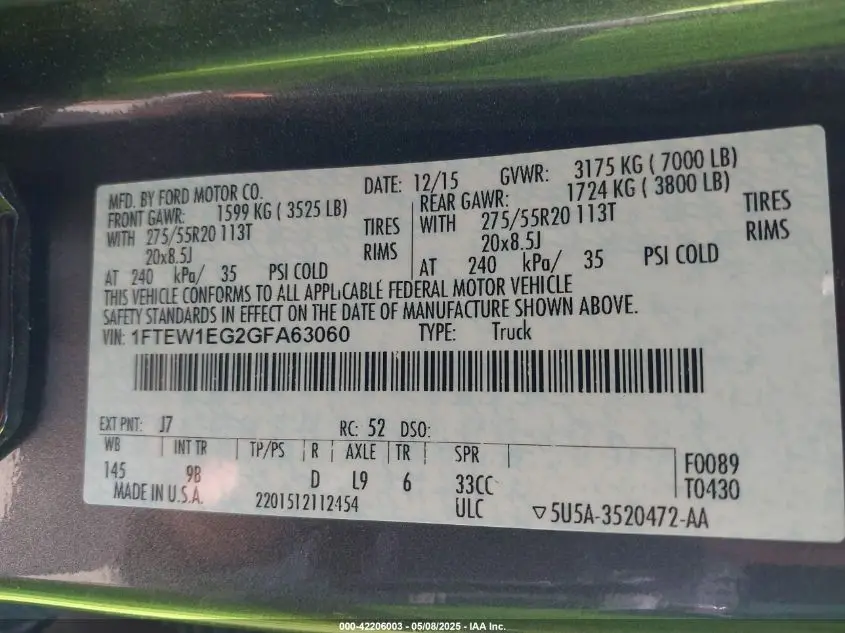 MFD. BY FORD MOTOR CO.
DATE: 12/15
GVWR: 3175 KG ( 7000 LB)
FRONT GAWR: 1599 KG ( 3525 LB)
WITH 275/55R20 113T TIRES
20x8.5J RIMS
AT 240 kPa/ 35 PSI COLD
REAR GAWR: 1724 KG ( 3800 LB)
WITH 275/55R20 113T TIRES
20x8.5J RIMS
AT 240 kPa/ 35 PSI COLD
THIS VEHICLE CONFORMS TO ALL APPLICABLE FEDERAL MOTOR VEHICLE
SAFETY STANDARDS IN EFFECT ON THE DATE OF MANUFACTURE SHOWN ABOVE.
VIN: 1FTEW1EG2GFA63060 TYPE: Truck
EXT PNT: J7 RC: 52 DSO:
WB INT TR TP/PS R AXLE TR SPR
145 9B D L9 6 33CC
F0089
T0430
MADE IN U.S.A. 2201512112454 ULC ▽5U5A-3520472-AA
000-42206003 — 05/08/2025 — IAA Inc.